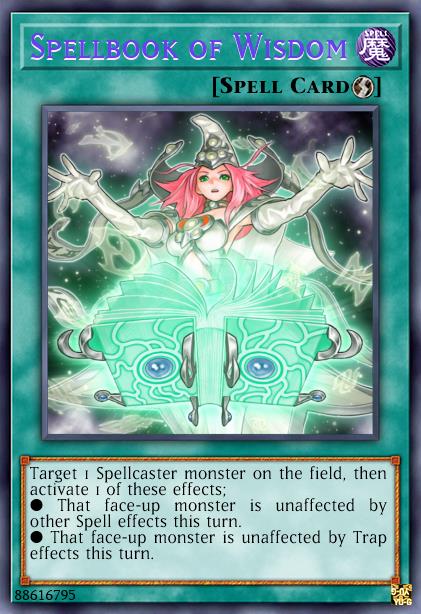 Spellbook of Wisdom
SPELL
魔
[Spell Card]
Target 1 Spellcaster monster on the field, then
activate 1 of these effects;
● That face-up monster is unaffected by
other Spell effects this turn.
● That face-up monster is unaffected by Trap
effects this turn.
88616795